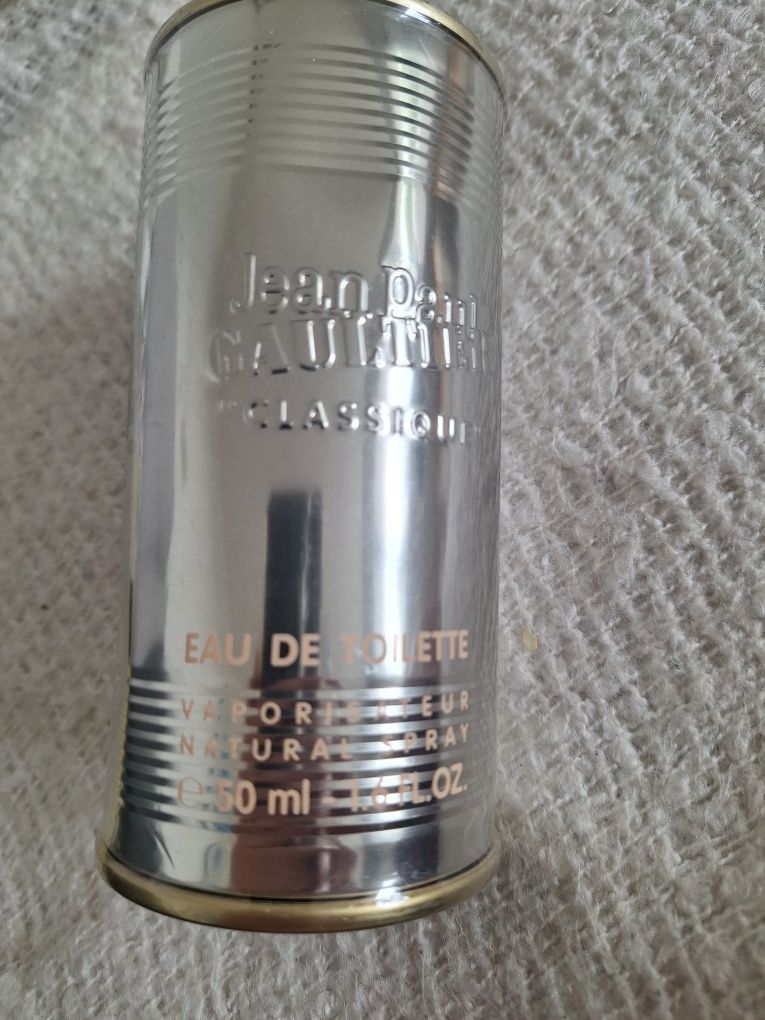 Jean Paul
GAULTIER
"CLASSIQUE"
EAU DE TOILETTE
VAPORISATEUR
NATURAL SPRAY
℮ 50 ml - 1.6 FL.OZ.